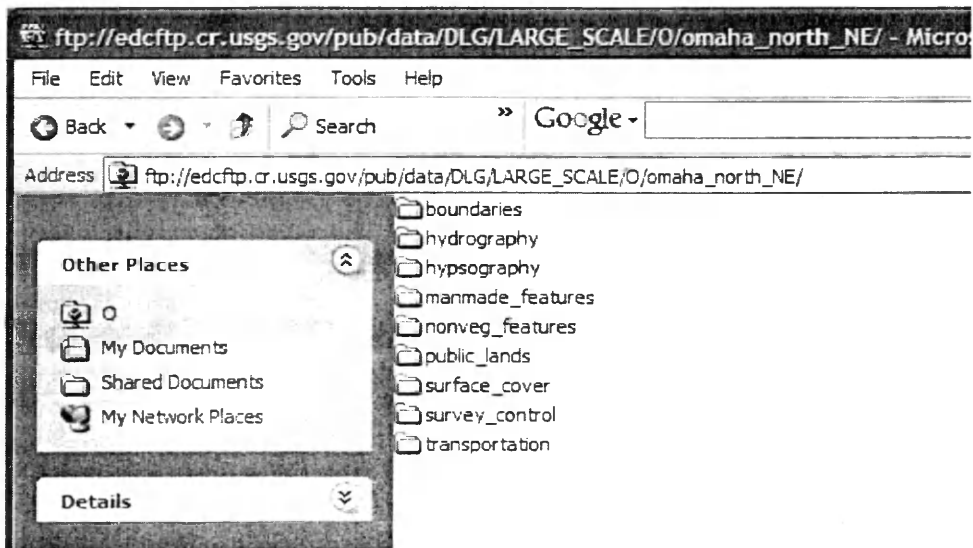 ftp://edcftp.cr.usgs.gov/pub/data/DLG/LARGE_SCALE/O/omaha_north_NE/ - Micros
File Edit View Favorites Tools Help
Back Search » Google
Address ftp://edcftp.cr.usgs.gov/pub/data/DLG/LARGE_SCALE/O/omaha_north_NE/
boundaries
hydrography
hypsography
manmade_features
nonveg_features
public_lands
surface_cover
survey_control
transportation
Other Places
O
My Documents
Shared Documents
My Network Places
Details